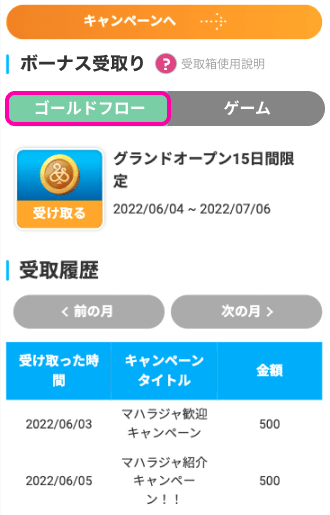 キャンペーンへ
ボーナス受取り ? 受取箱使用說明
ゴールドフロー ゲーム
グランドオープン15日間限
定
受け取る
2022/06/04 ~ 2022/07/06
受取履歴
< 前の月 次の月 >
受け取った時
間
キャンペーン
タイトル
金額
2022/06/03
マハラジャ歓迎
キャンペーン
500
2022/06/05
マハラジャ紹介
キャンペー
ン！！
500